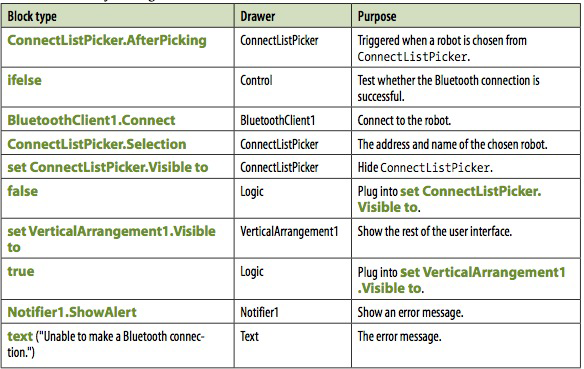 Block type Drawer Purpose
ConnectListPicker.AfterPicking ConnectListPicker Triggered when a robot is chosen from
ConnectListPicker.
ifelse Control Test whether the Bluetooth connection is
successful.
BluetoothClient1.Connect BluetoothClient1 Connect to the robot.
ConnectListPicker.Selection ConnectListPicker The address and name of the chosen robot.
set ConnectListPicker.Visible to ConnectListPicker Hide ConnectListPicker.
false Logic Plug into set ConnectListPicker.
Visible to.
set VerticalArrangement1.Visible VerticalArrangement1 Show the rest of the user interface.
to
true Logic Plug into set VerticalArrangement1
.Visible to.
Notifier1.ShowAlert Notifier1 Show an error message.
text ("Unable to make a Bluetooth connec- Text The error message.
tion.")